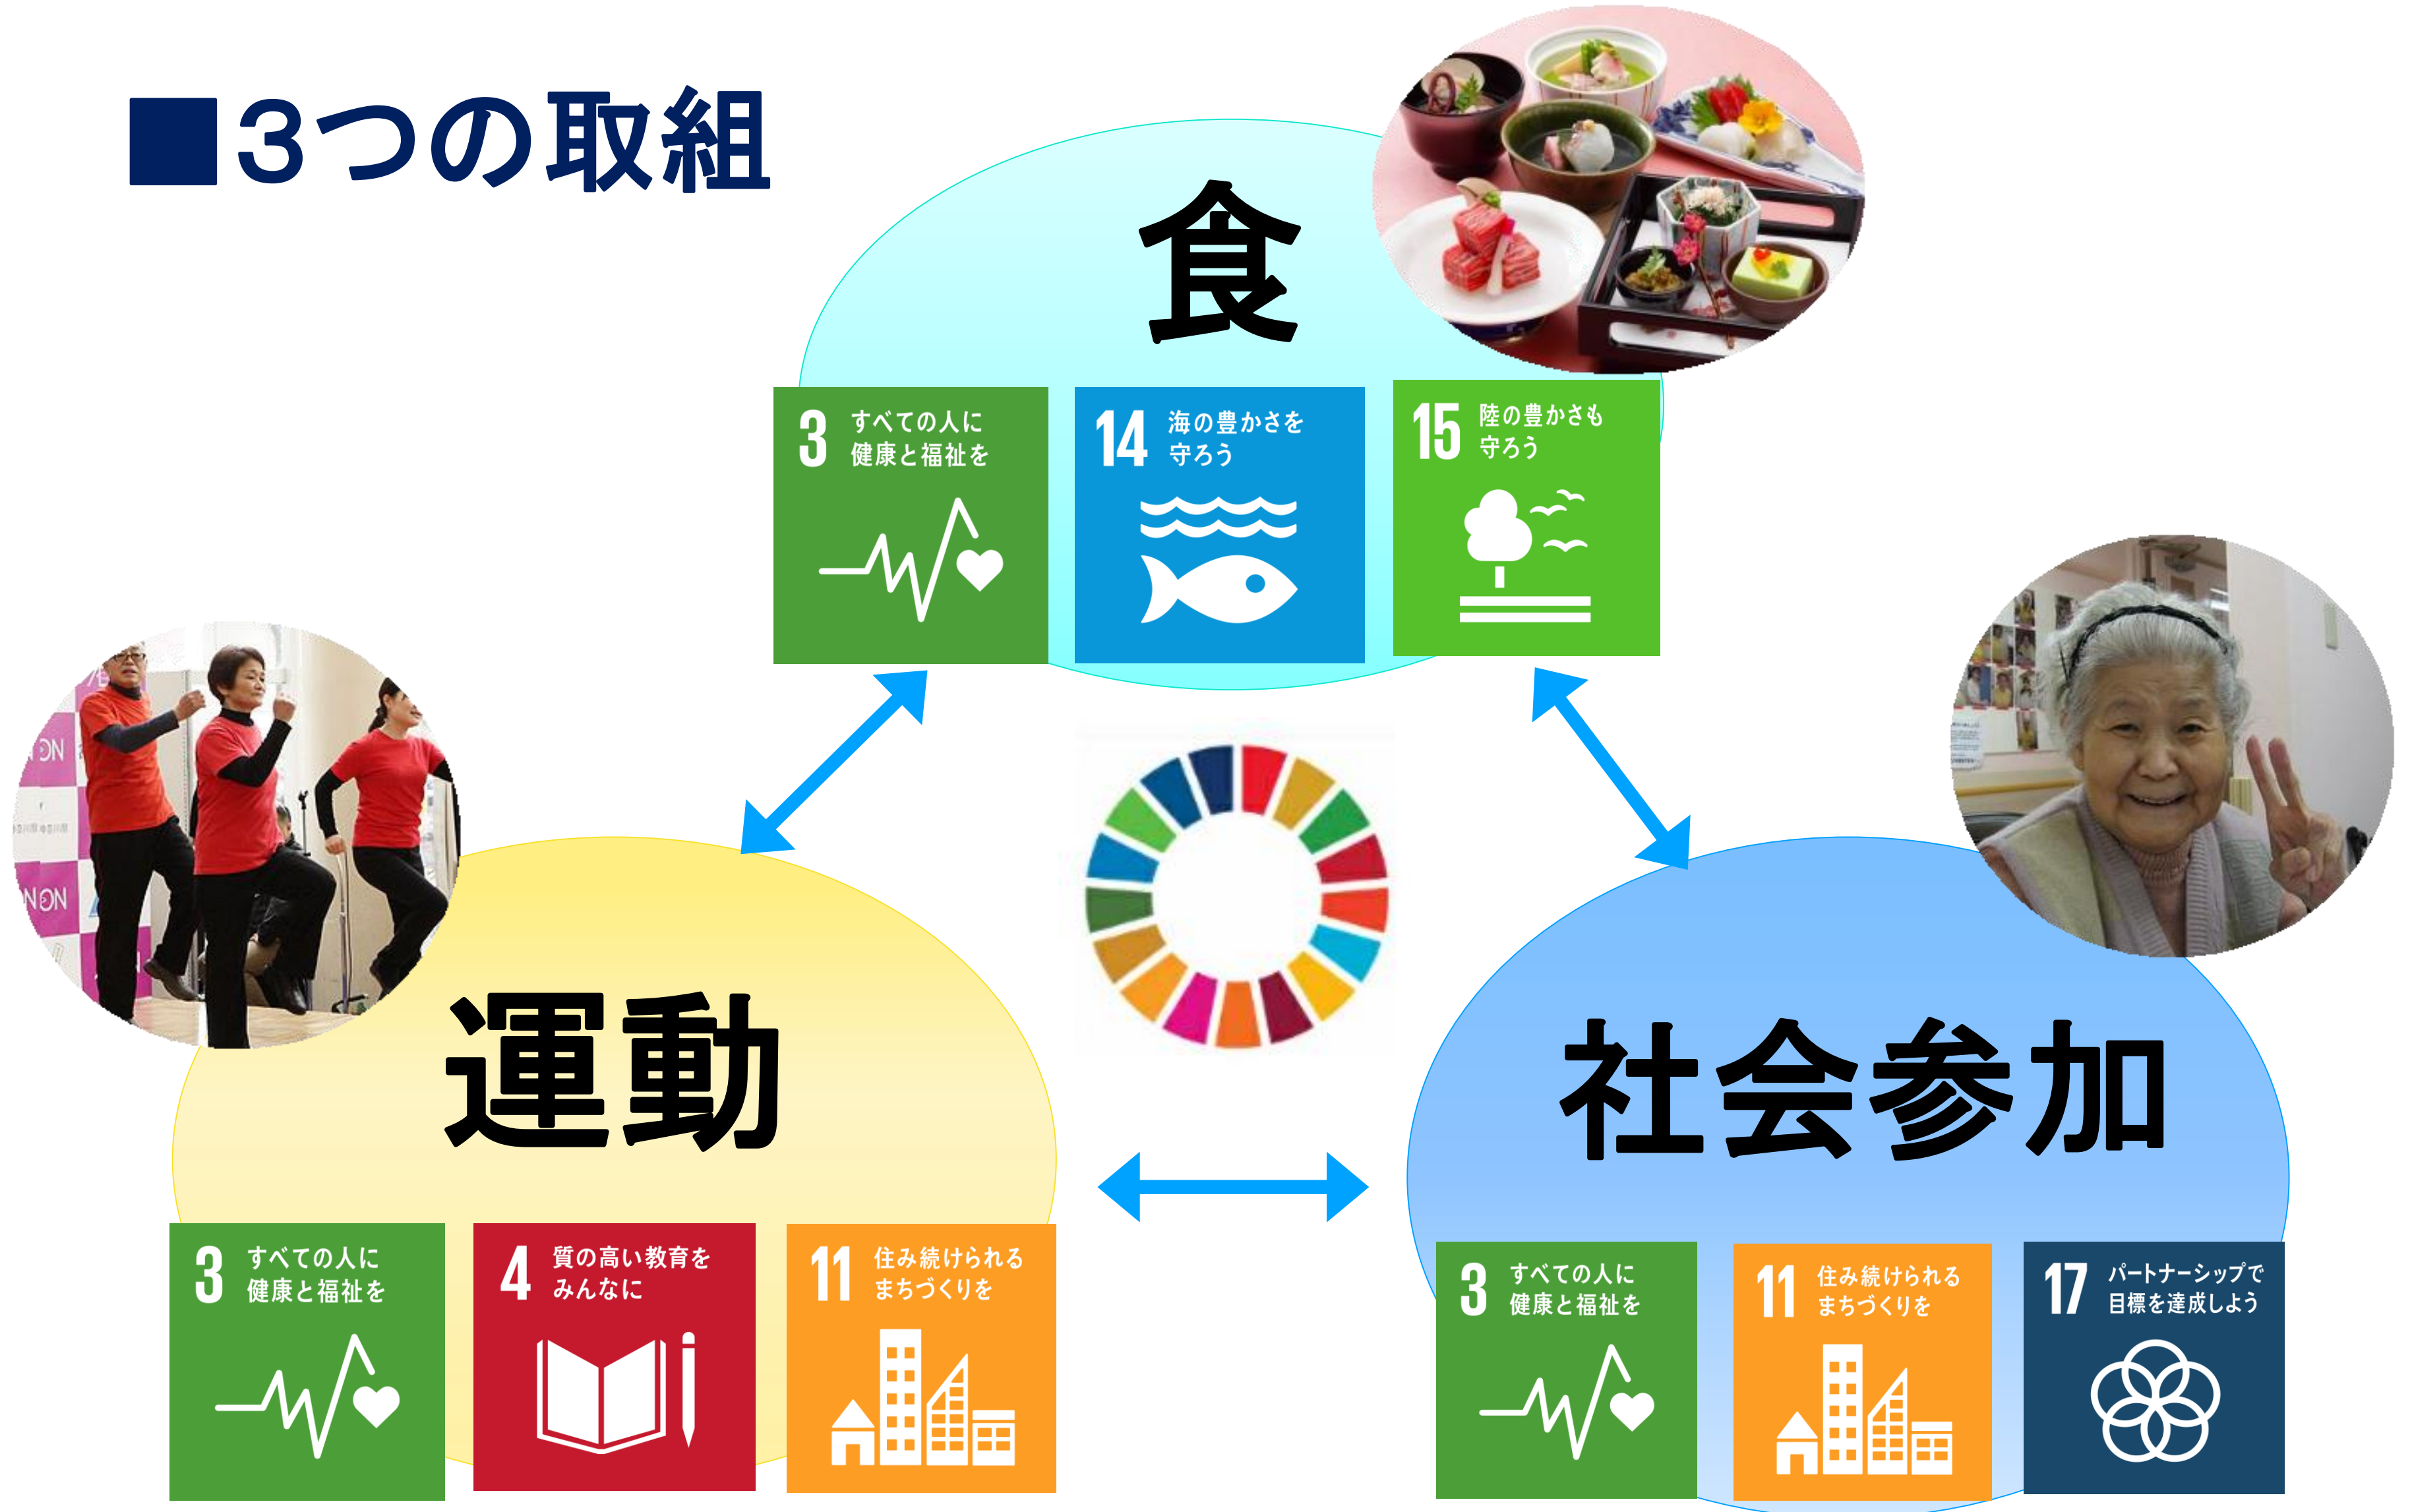 ■3つの取組
食
3 すべての人に
健康と福祉を
14 海の豊かさを
守ろう
15 陸の豊かさも
守ろう
運動
3 すべての人に
健康と福祉を
4 質の高い教育を
みんなに
11 住み続けられる
まちづくりを
社会参加
3 すべての人に
健康と福祉を
11 住み続けられる
まちづくりを
17 パートナーシップで
目標を達成しよう